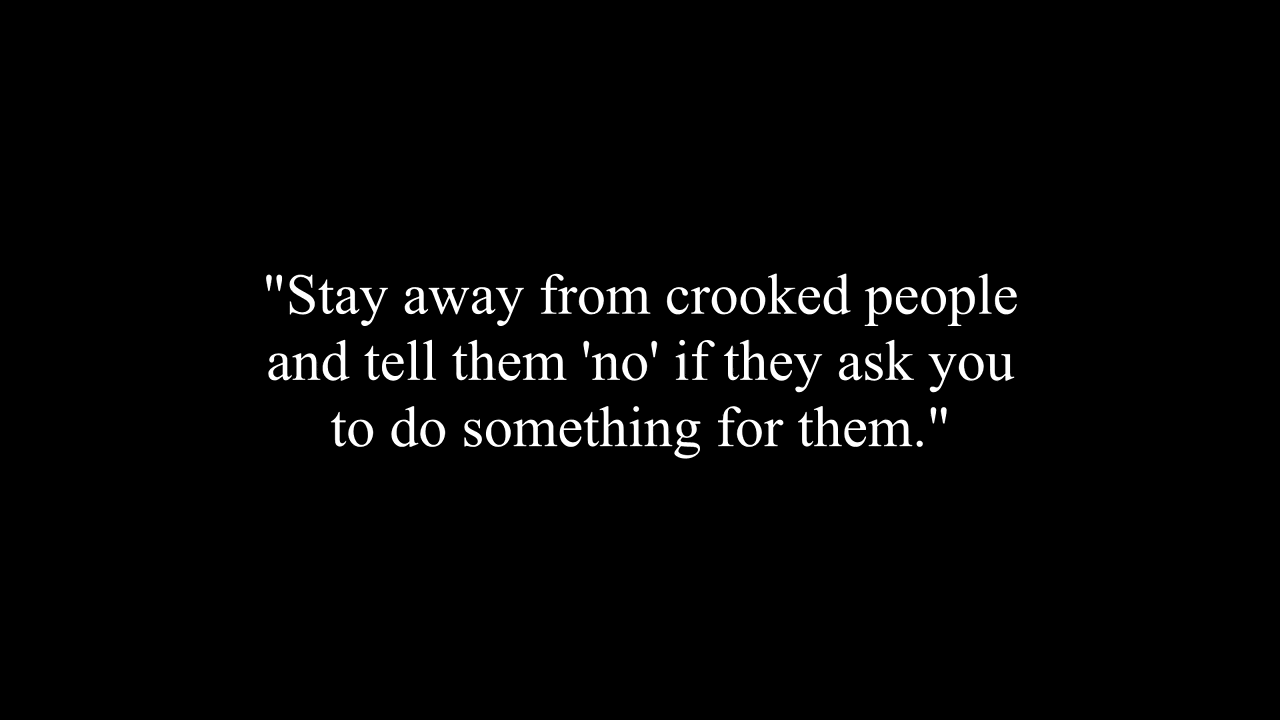 "Stay away from crooked people
and tell them 'no' if they ask you
to do something for them."